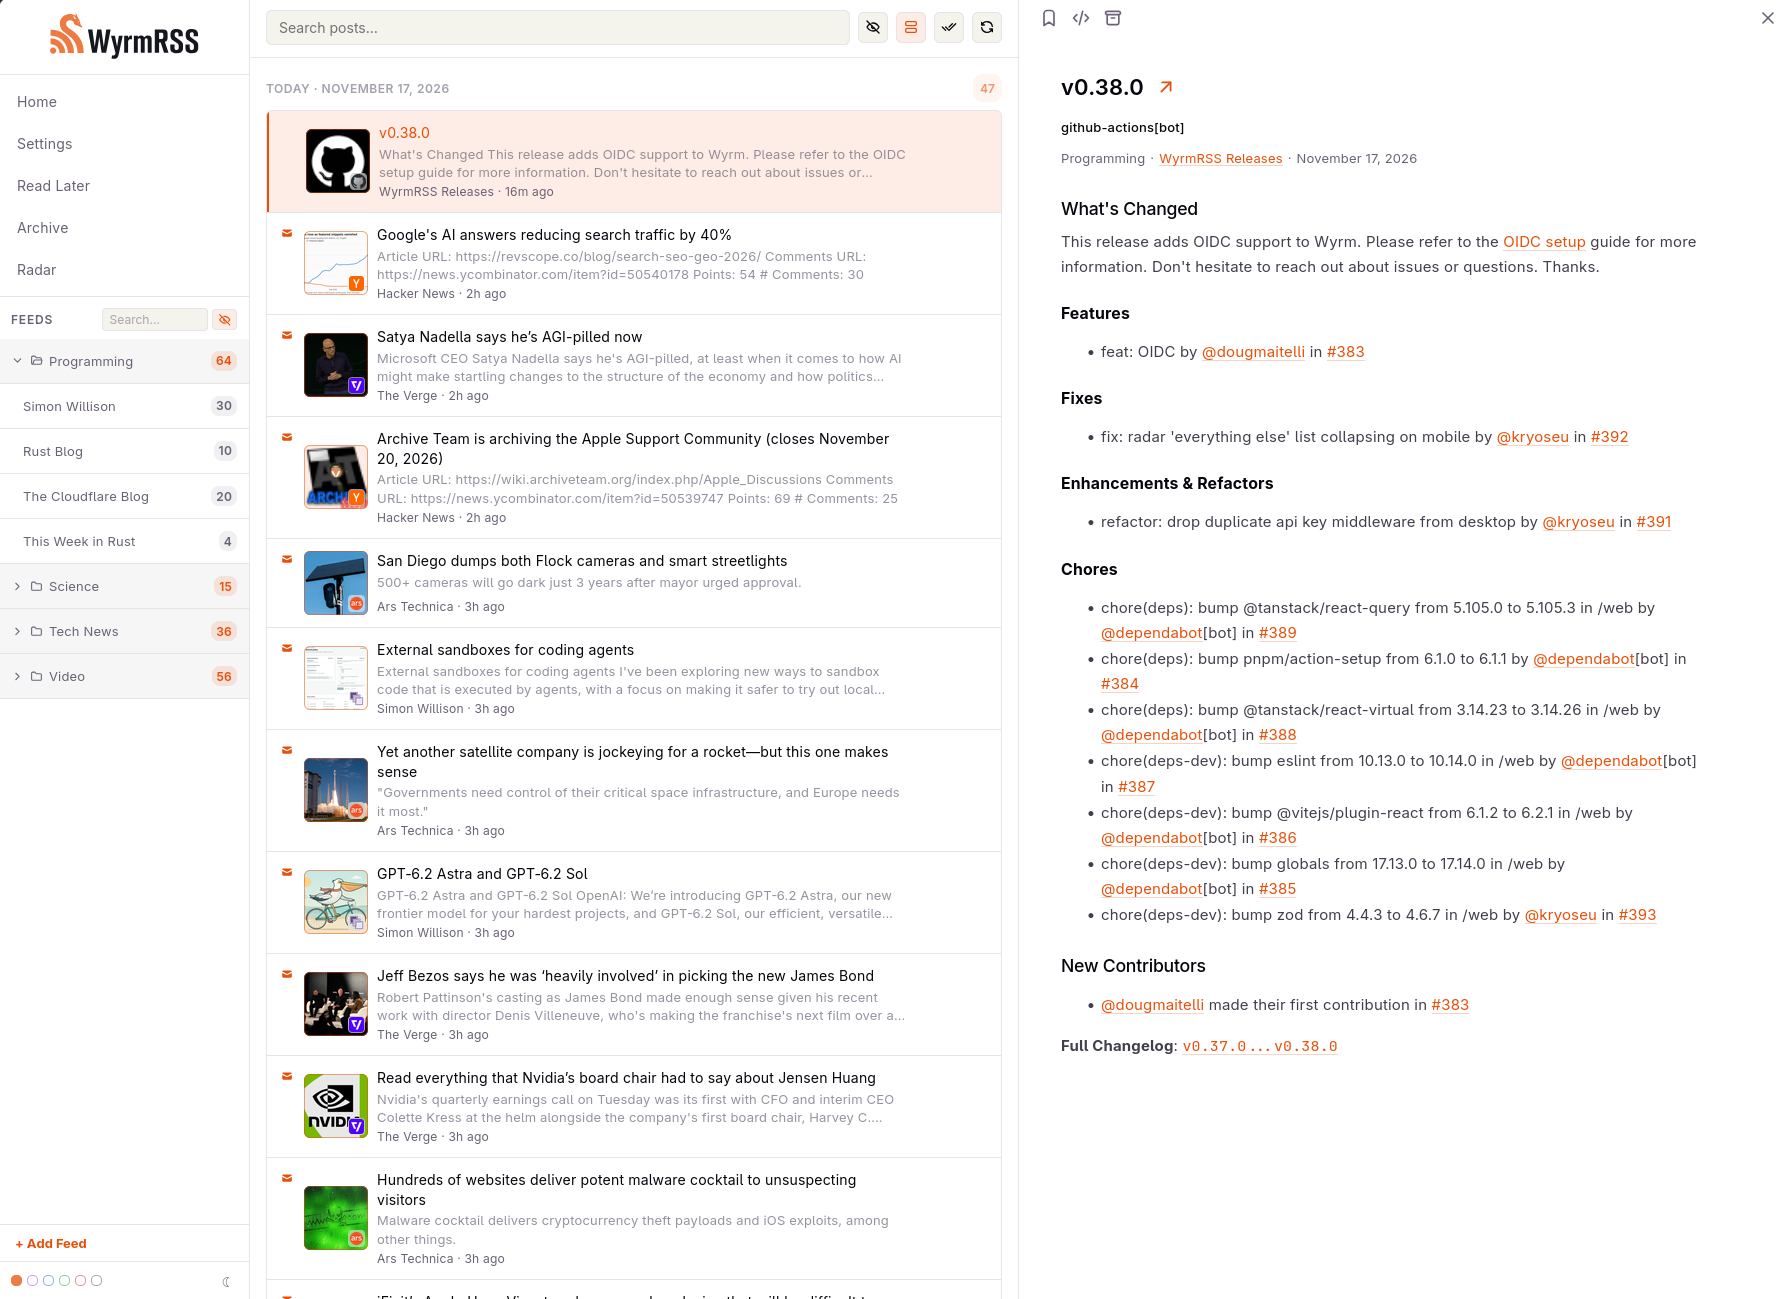 WyrmRSS
Home
Settings
Read Later
Archive
Radar
FEEDS
Search...
Programming
64
Simon Willison
30
Rust Blog
10
The Cloudflare Blog
20
This Week in Rust
4
Science
15
Tech News
36
Video
56
+ Add Feed
Search posts...
TODAY · NOVEMBER 17, 2026
47
v0.38.0
What's Changed This release adds OIDC support to Wyrm. Please refer to the OIDC
setup guide for more information. Don't hesitate to reach out about issues or...
WyrmRSS Releases · 16m ago
Google's AI answers reducing search traffic by 40%
Article URL: https://revscope.co/blog/search-seo-geo-2026/ Comments URL:
https://news.ycombinator.com/item?id=50540178 Points: 54 # Comments: 30
Hacker News · 2h ago
Satya Nadella says he’s AGI-pilled now
Microsoft CEO Satya Nadella says he's AGI-pilled, at least when it comes to how AI
might make startling changes to the structure of the economy and how politics...
The Verge · 2h ago
Archive Team is archiving the Apple Support Community (closes November
20, 2026)
Article URL: https://wiki.archiveteam.org/index.php/Apple_Discussions Comments
URL: https://news.ycombinator.com/item?id=50539747 Points: 69 # Comments: 25
Hacker News · 2h ago
San Diego dumps both Flock cameras and smart streetlights
500+ cameras will go dark just 3 years after mayor urged approval.
Ars Technica · 3h ago
External sandboxes for coding agents
External sandboxes for coding agents I've been exploring new ways to sandbox
code that is executed by agents, with a focus on making it safer to try out local...
Simon Willison · 3h ago
Yet another satellite company is jockeying for a rocket—but this one makes
sense
"Governments need control of their critical space infrastructure, and Europe needs
it most."
Ars Technica · 3h ago
GPT-6.2 Astra and GPT-6.2 Sol
GPT-6.2 Astra and GPT-6.2 Sol OpenAI: We’re introducing GPT-6.2 Astra, our new
frontier model for your hardest projects, and GPT-6.2 Sol, our efficient, versatile...
Simon Willison · 3h ago
Jeff Bezos says he was ‘heavily involved’ in picking the new James Bond
Robert Pattinson's casting as James Bond made enough sense given his recent
work with director Denis Villeneuve, who's making the franchise's next film over a...
The Verge · 3h ago
Read everything that Nvidia’s board chair had to say about Jensen Huang
Nvidia's quarterly earnings call on Tuesday was its first with CFO and interim CEO
Colette Kress at the helm alongside the company's first board chair, Harvey C....
The Verge · 3h ago
Hundreds of websites deliver potent malware cocktail to unsuspecting
visitors
Malware cocktail delivers cryptocurrency theft payloads and iOS exploits, among
other things.
Ars Technica · 3h ago
v0.38.0
github-actions[bot]
Programming · WyrmRSS Releases · November 17, 2026
What's Changed
This release adds OIDC support to Wyrm. Please refer to the OIDC setup guide for more
information. Don't hesitate to reach out about issues or questions. Thanks.
Features
• feat: OIDC by @dougmaitelli in #383
Fixes
• fix: radar 'everything else' list collapsing on mobile by @kryoseu in #392
Enhancements & Refactors
• refactor: drop duplicate api key middleware from desktop by @kryoseu in #391
Chores
• chore(deps): bump @tanstack/react-query from 5.105.0 to 5.105.3 in /web by
@dependabot[bot] in #389
• chore(deps): bump pnpm/action-setup from 6.1.0 to 6.1.1 by @dependabot[bot] in
#384
• chore(deps): bump @tanstack/react-virtual from 3.14.23 to 3.14.26 in /web by
@dependabot[bot] in #388
• chore(deps-dev): bump eslint from 10.13.0 to 10.14.0 in /web by @dependabot[bot]
in #387
• chore(deps-dev): bump @vitejs/plugin-react from 6.1.2 to 6.2.1 in /web by
@dependabot[bot] in #386
• chore(deps-dev): bump globals from 17.13.0 to 17.14.0 in /web by
@dependabot[bot] in #385
• chore(deps-dev): bump zod from 4.4.3 to 4.6.7 in /web by @kryoseu in #393
New Contributors
• @dougmaitelli made their first contribution in #383
Full Changelog: v0.37.0...v0.38.0